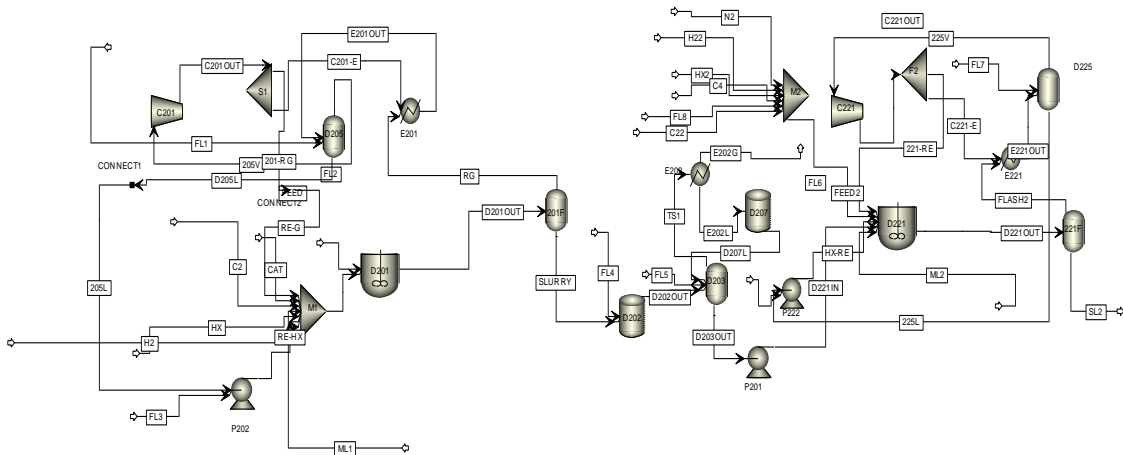 E201OUT
C201OUT
C201-E
S1
C201
E201
D205
FL1
205V
201-RG
FL2
CONNECT1
D205L
FEED
CONNECT2
RG
RE-G
D201OUT
201F
C2
CAT
D201
205L
SLURRY
M1
HX
H2
RE-HX
FL3
P202
ML1
N2
H22
HX2
C4
M2
FL8
C22
C221OUT
225V
F2
FL7
D225
C221
C221-E
E202G
221-RE
E221OUT
E221
FL6
FEED2
FLASH2
TS1
D207
E202L
D221
D221OUT
221F
FL4
D207L
HX-RE
FL5
D203
ML2
D221IN
D202OUT
P222
225L
SL2
D202
D203OUT
P201